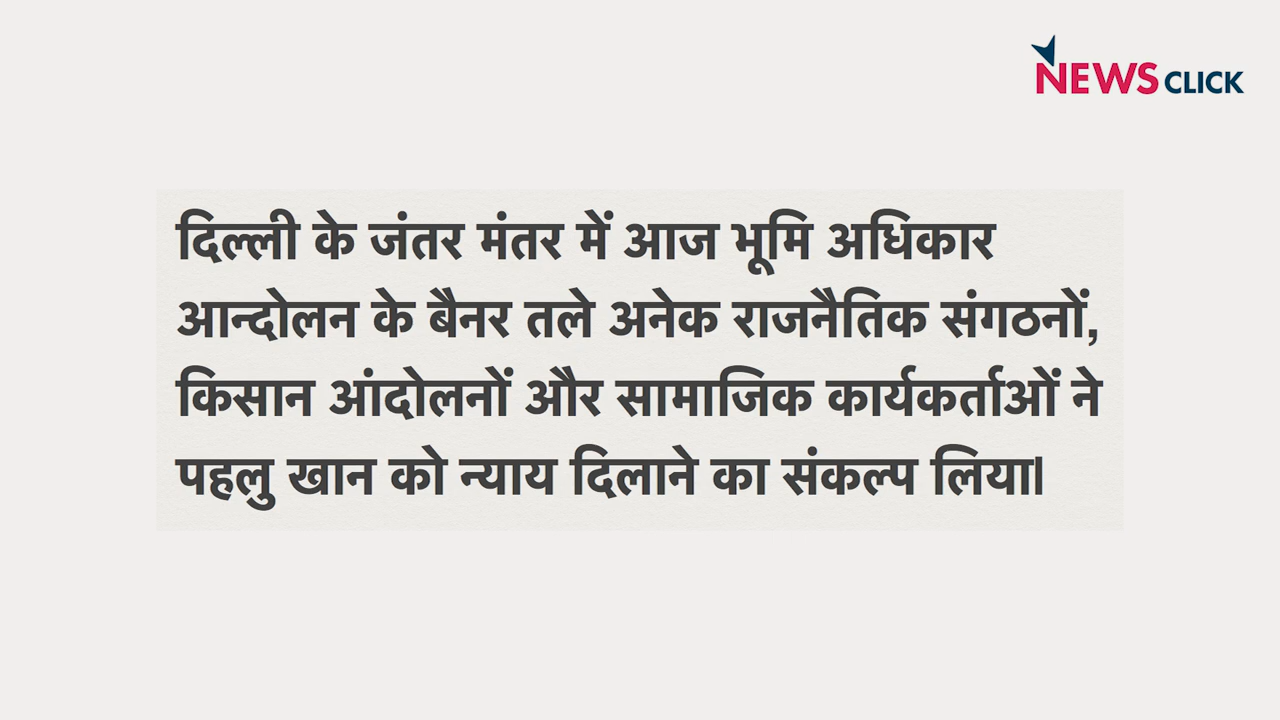 NEWSCLICK
दिल्ली के जंतर मंतर में आज भूमि अधिकार
आन्दोलन के बैनर तले अनेक राजनैतिक संगठनों,
किसान आंदोलनों और सामाजिक कार्यकर्ताओं ने
पहलु खान को न्याय दिलाने का संकल्प लिया|